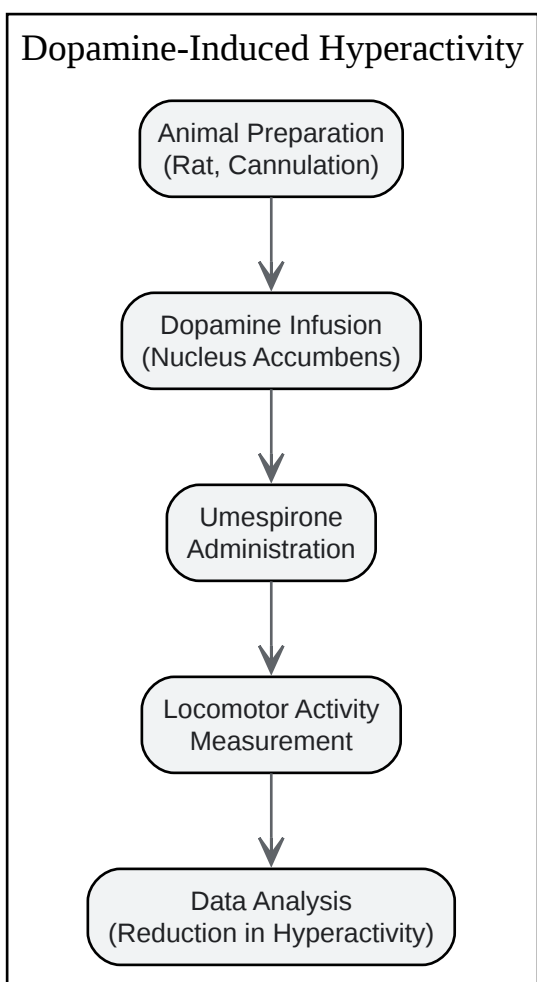 Dopamine-Induced Hyperactivity
Animal Preparation
(Rat, Cannulation)
Dopamine Infusion
(Nucleus Accumbens)
Umespirone
Administration
Locomotor Activity
Measurement
Data Analysis
(Reduction in Hyperactivity)